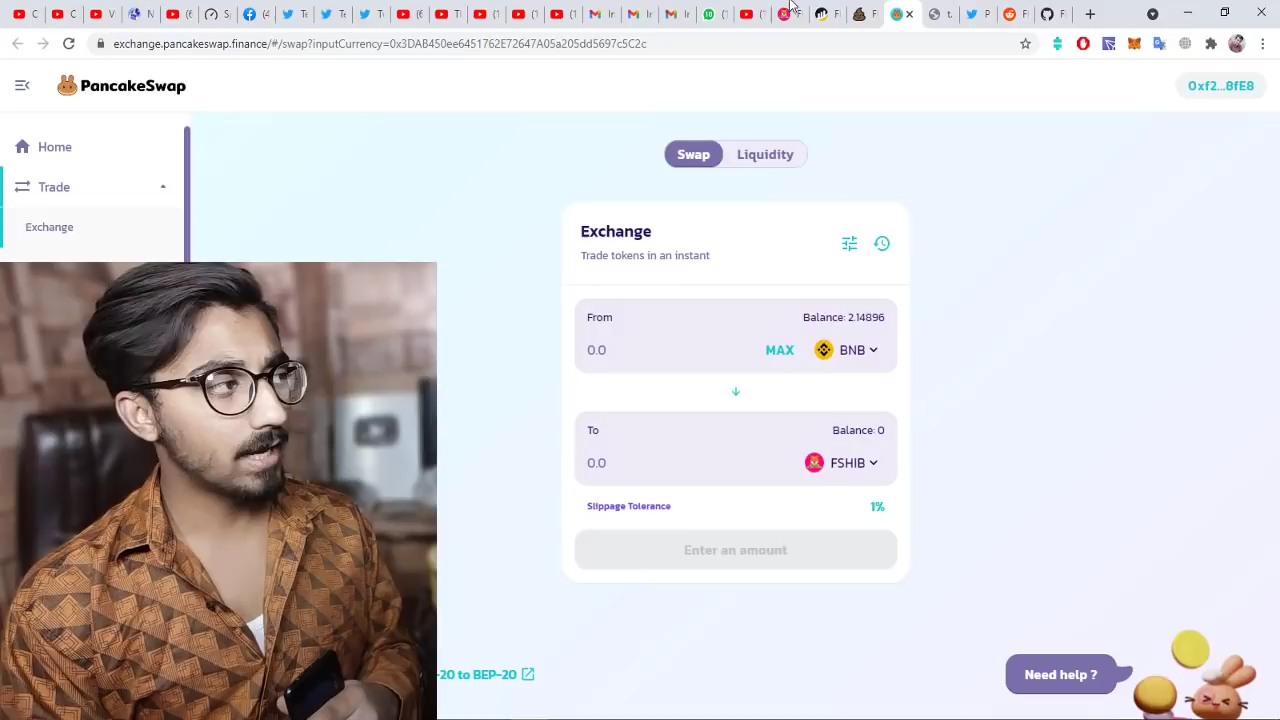 exchange.pancakeswap.finance/#/swap?inputCurrency=0x3DAB450ee6451762E72647A05a205dd5697c5C2c
PancakeSwap
0xf2...8fE8
Home
Swap
Liquidity
Trade
Exchange
Exchange
Trade tokens in an instant
From
Balance: 2.14896
0.0
MAX
BNB
To
Balance: 0
0.0
FSHIB
Slippage Tolerance
1%
Enter an amount
-20 to BEP-20
Need help ?